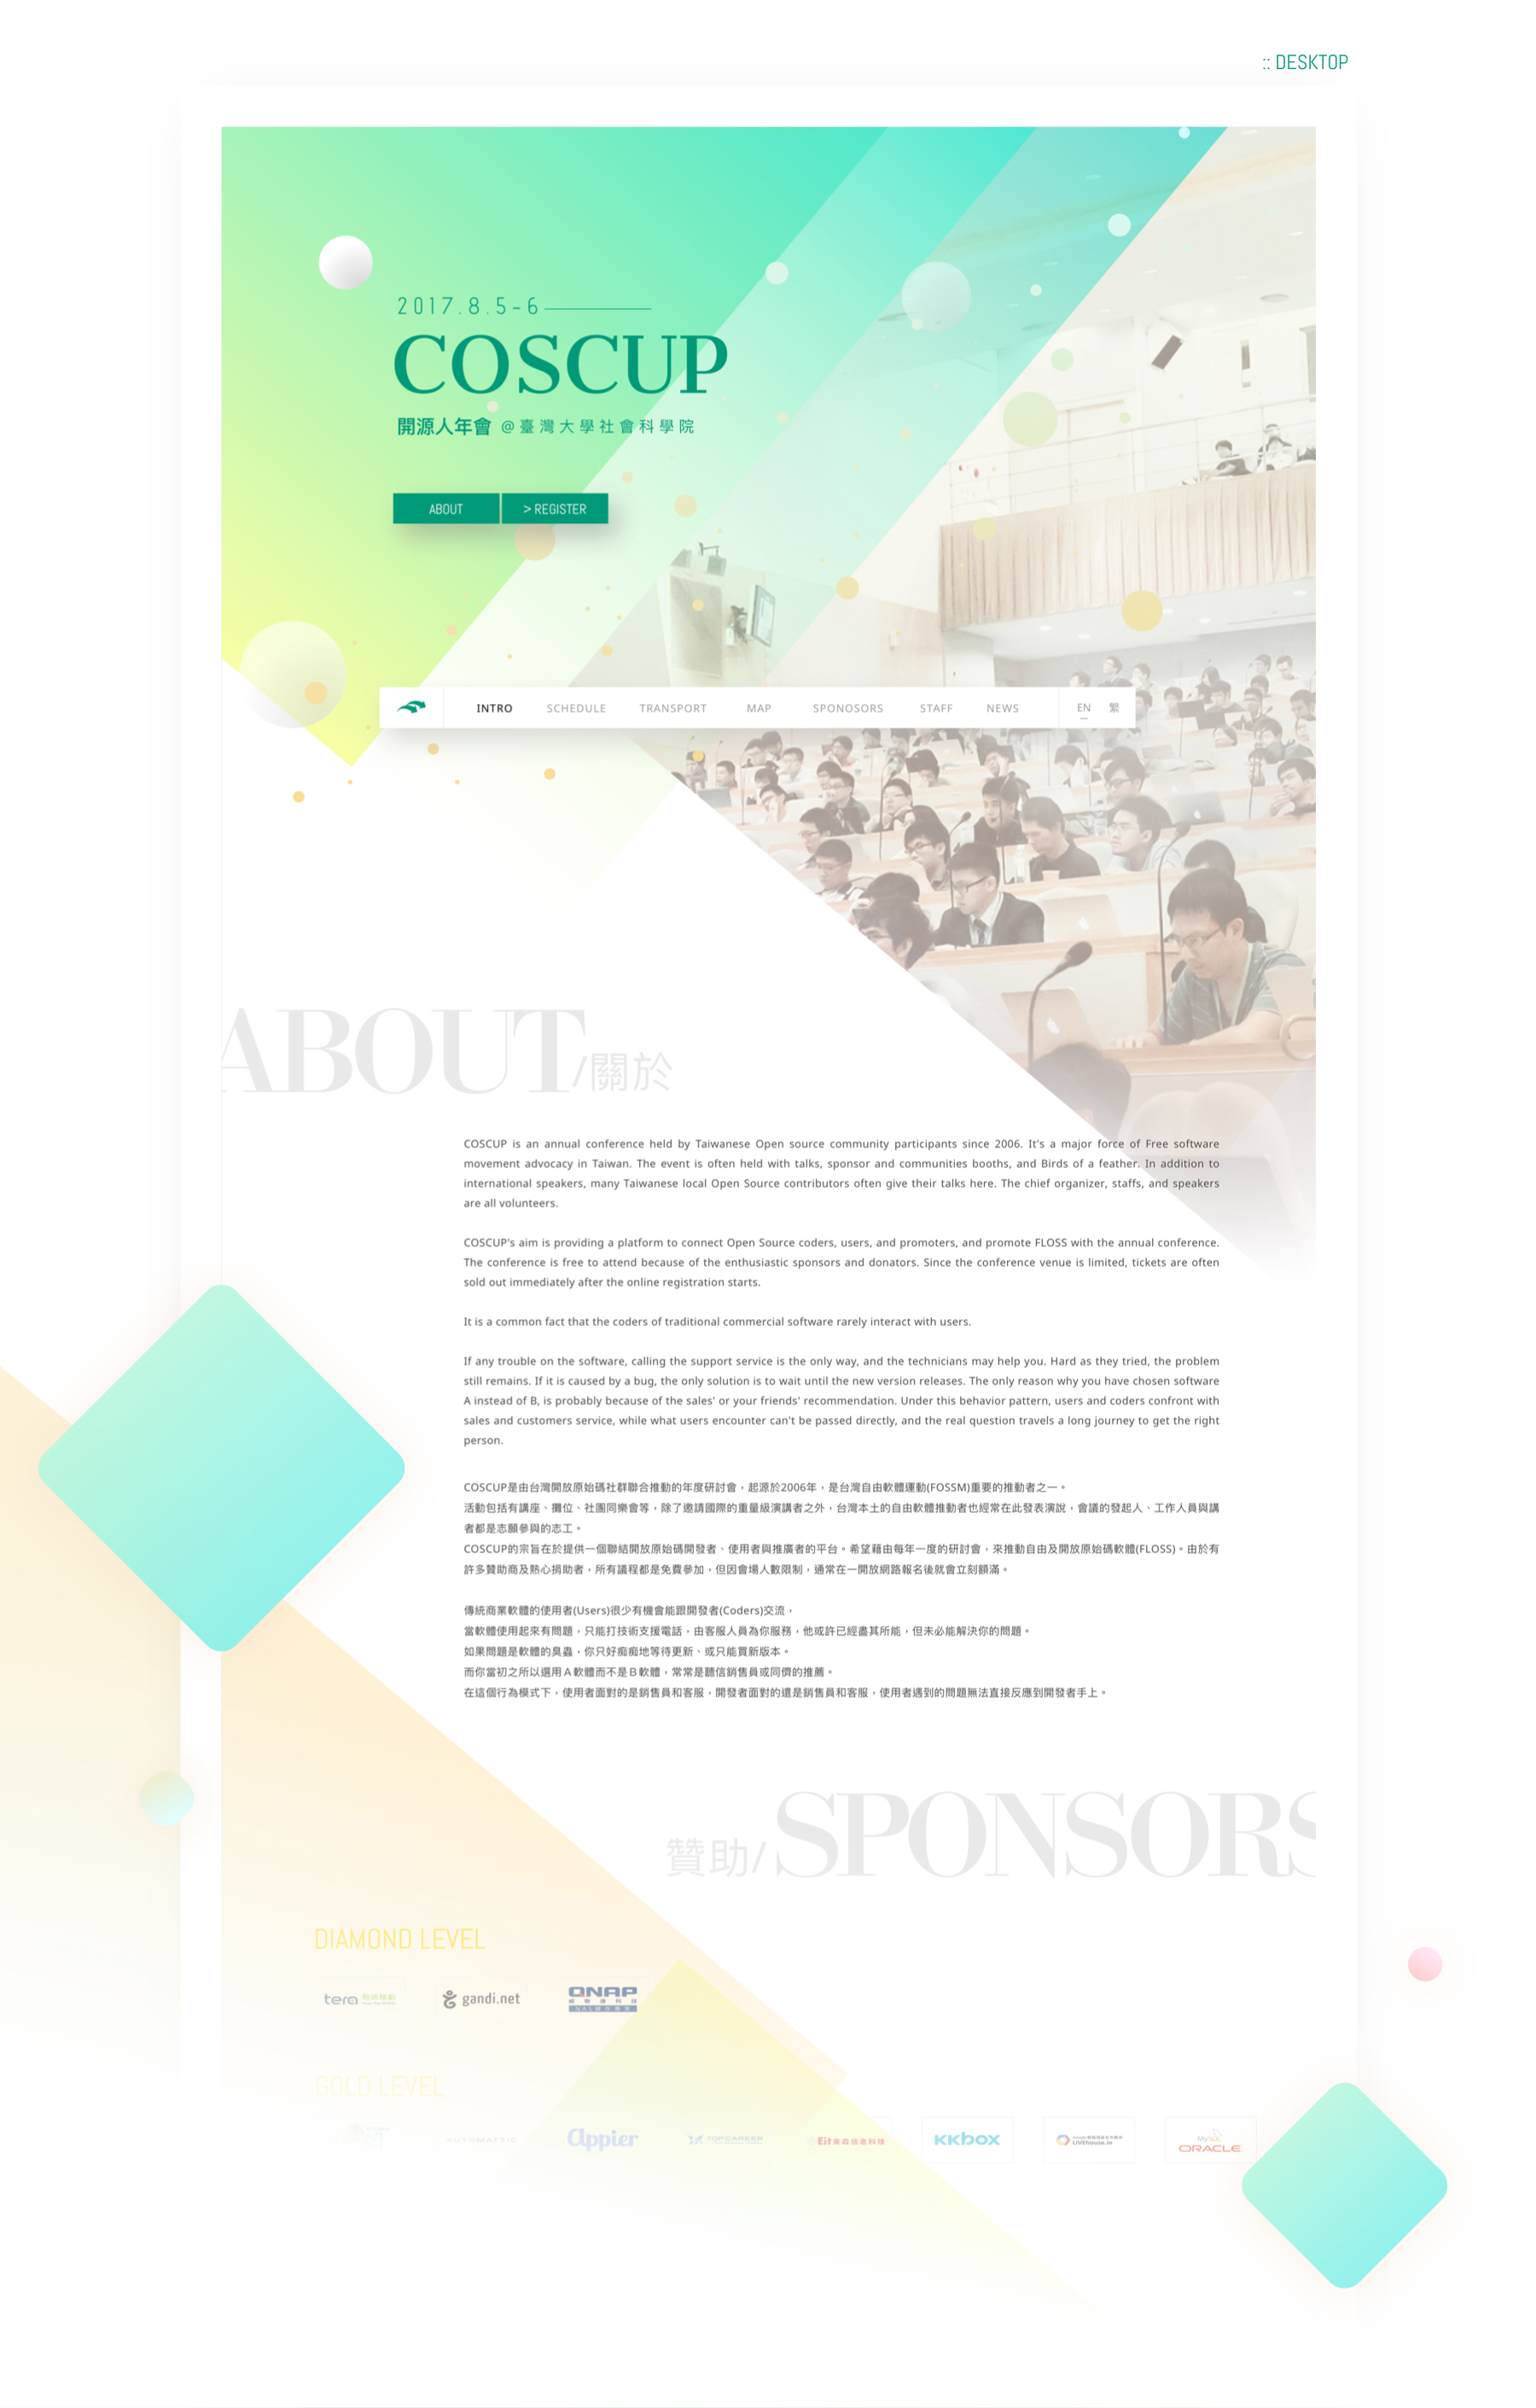 :: DESKTOP
2017.8.5-6
COSCUP
開源人年會 @臺灣大學社會科學院
ABOUT
> REGISTER
INTRO SCHEDULE TRANSPORT MAP SPONOSORS STAFF NEWS EN 繁
ABOUT/關於
COSCUP is an annual conference held by Taiwanese Open source community participants since 2006. It's a major force of Free software
movement advocacy in Taiwan. The event is often held with talks, sponsor and communities booths, and Birds of a feather. In addition to
international speakers, many Taiwanese local Open Source contributors often give their talks here. The chief organizer, staffs, and speakers
are all volunteers.
COSCUP's aim is providing a platform to connect Open Source coders, users, and promoters, and promote FLOSS with the annual conference.
The conference is free to attend because of the enthusiastic sponsors and donators. Since the conference venue is limited, tickets are often
sold out immediately after the online registration starts.
It is a common fact that the coders of traditional commercial software rarely interact with users.
If any trouble on the software, calling the support service is the only way, and the technicians may help you. Hard as they tried, the problem
still remains. If it is caused by a bug, the only solution is to wait until the new version releases. The only reason why you have chosen software
A instead of B, is probably because of the sales' or your friends' recommendation. Under this behavior pattern, users and coders confront with
sales and customers service, while what users encounter can't be passed directly, and the real question travels a long journey to get the right
person.
COSCUP是由台灣開放原始碼社群聯合推動的年度研討會，起源於2006年，是台灣自由軟體運動(FOSSM)重要的推動者之一。
活動包括有講座、攤位、社團同樂會等，除了邀請國際的重量級演講者之外，台灣本土的自由軟體推動者也經常在此發表演說，會議的發起人、工作人員與講
者都是志願參與的志工。
COSCUP的宗旨在於提供一個聯結開放原始碼開發者、使用者與推廣者的平台。希望藉由每年一度的研討會，來推動自由及開放原始碼軟體(FLOSS)。由於有
許多贊助商及熱心捐助者，所有議程都是免費參加，但因會場人數限制，通常在一開放網路報名後就會立刻額滿。
傳統商業軟體的使用者(Users)很少有機會能跟開發者(Coders)交流，
當軟體使用起來有問題，只能打技術支援電話，由客服人員為你服務，他或許已經盡其所能，但未必能解決你的問題。
如果問題是軟體的臭蟲，你只好痴痴地等待更新、或只能買新版本。
而你當初之所以選用Ａ軟體而不是Ｂ軟體，常常是聽信銷售員或同儕的推薦。
在這個行為模式下，使用者面對的是銷售員和客服，開發者面對的還是銷售員和客服，使用者遇到的問題無法直接反應到開發者手上。
贊助/SPONSORS
DIAMOND LEVEL
tera gandi.net QNAP
GOLD LEVEL
AUTOMATTIC appier TOPCAREER Eit東森信息科技 KKBOX LIVEhouse.in MySQL
ORACLE